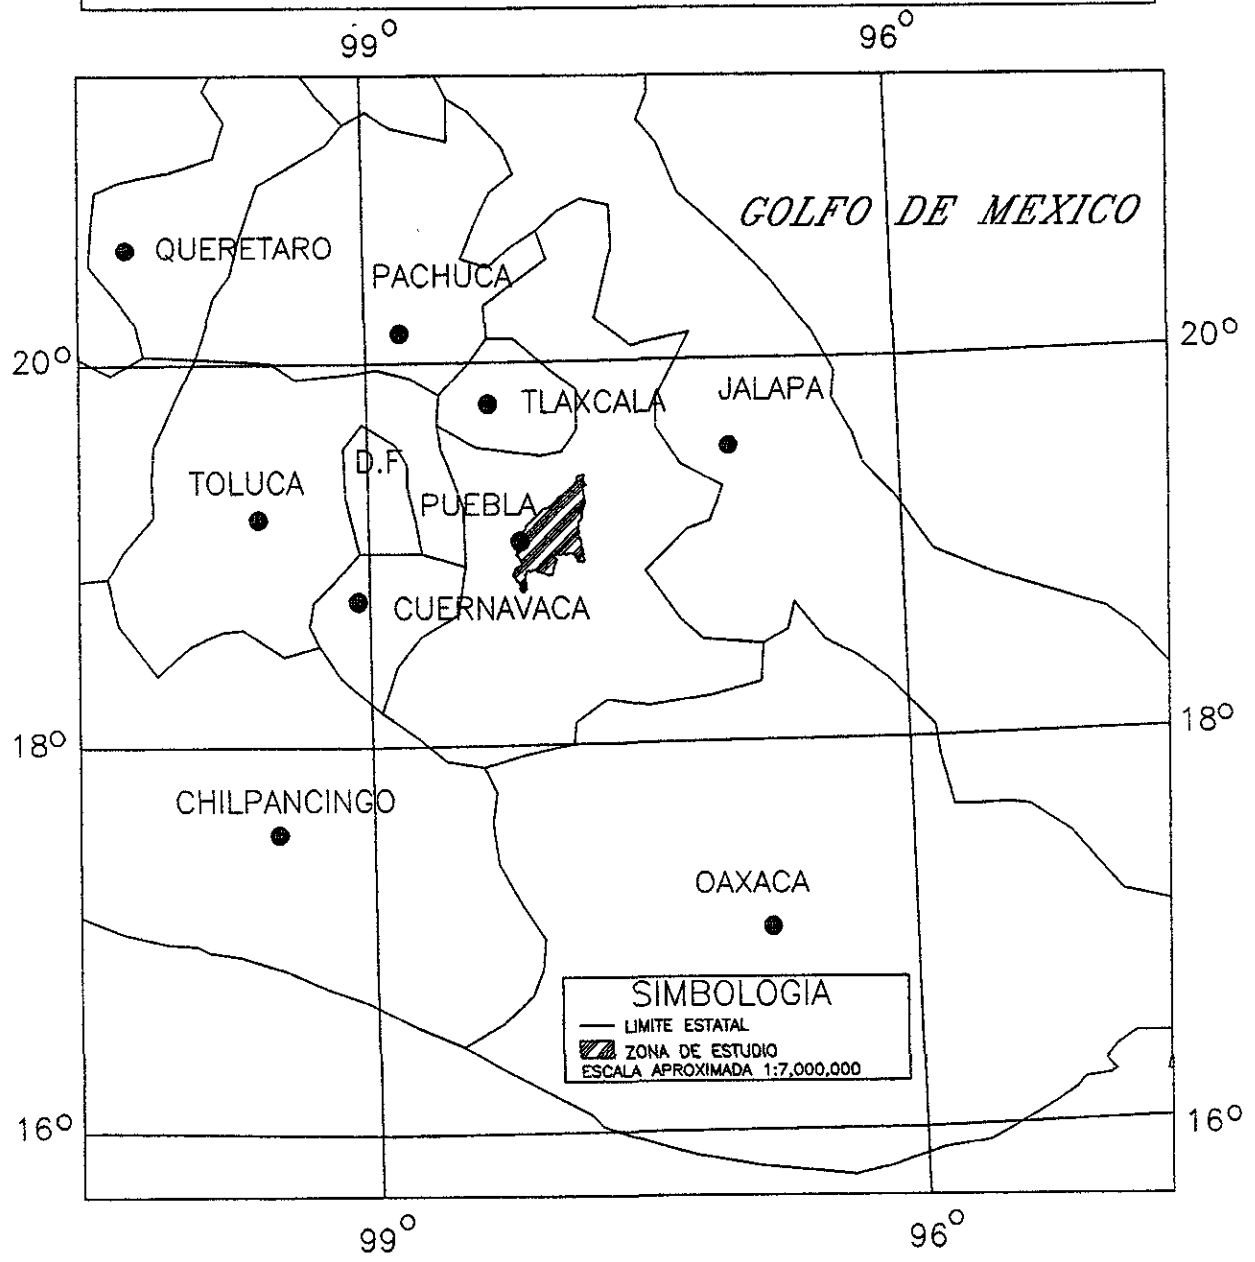 99° 96°
GOLFO DE MEXICO
QUERETARO
PACHUCA
20° 20°
TLAXCALA
JALAPA
D.F
TOLUCA
PUEBLA
CUERNAVACA
18° 18°
CHILPANCINGO
OAXACA
SIMBOLOGIA
LIMITE ESTATAL
ZONA DE ESTUDIO
ESCALA APROXIMADA 1:7,000,000
16° 16°
99° 96°